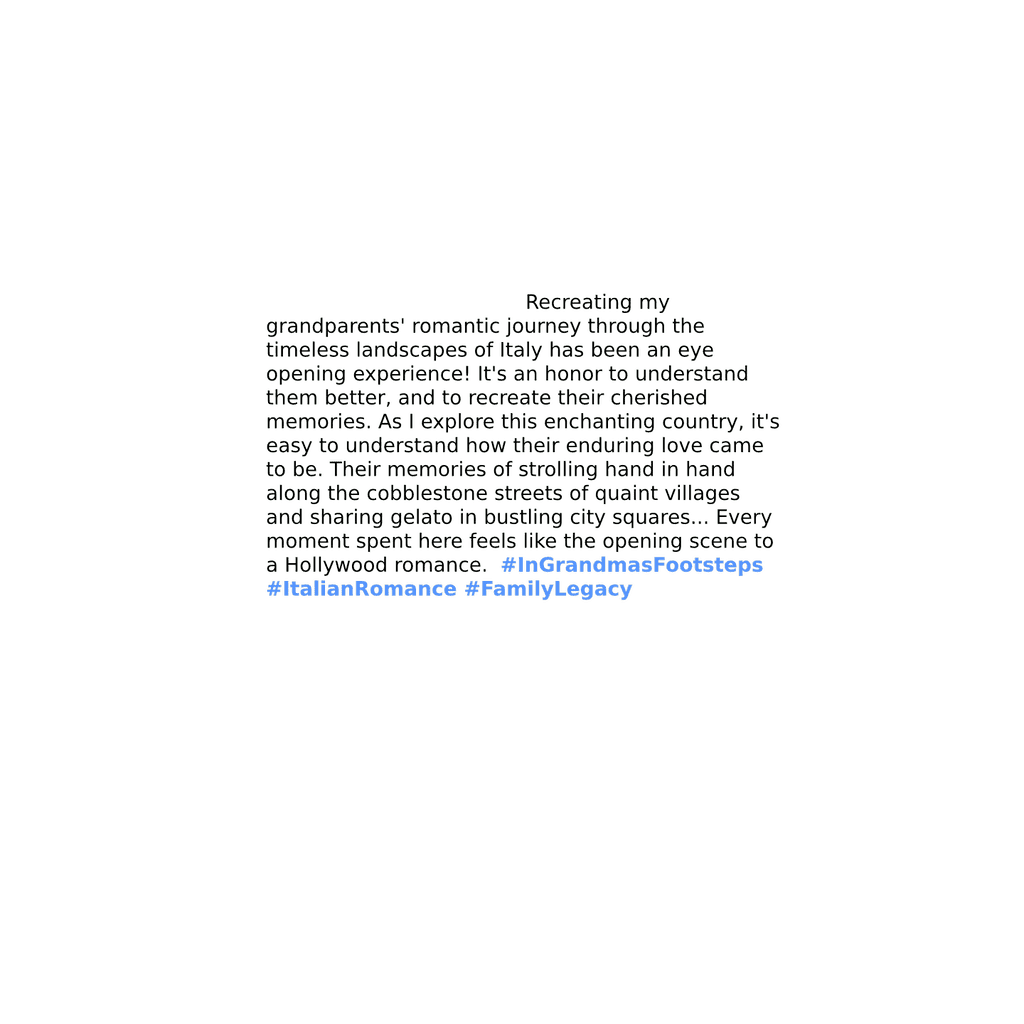 Recreating my
grandparents' romantic journey through the
timeless landscapes of Italy has been an eye
opening experience! It's an honor to understand
them better, and to recreate their cherished
memories. As I explore this enchanting country, it's
easy to understand how their enduring love came
to be. Their memories of strolling hand in hand
along the cobblestone streets of quaint villages
and sharing gelato in bustling city squares... Every
moment spent here feels like the opening scene to
a Hollywood romance.  #InGrandmasFootsteps
#ItalianRomance #FamilyLegacy